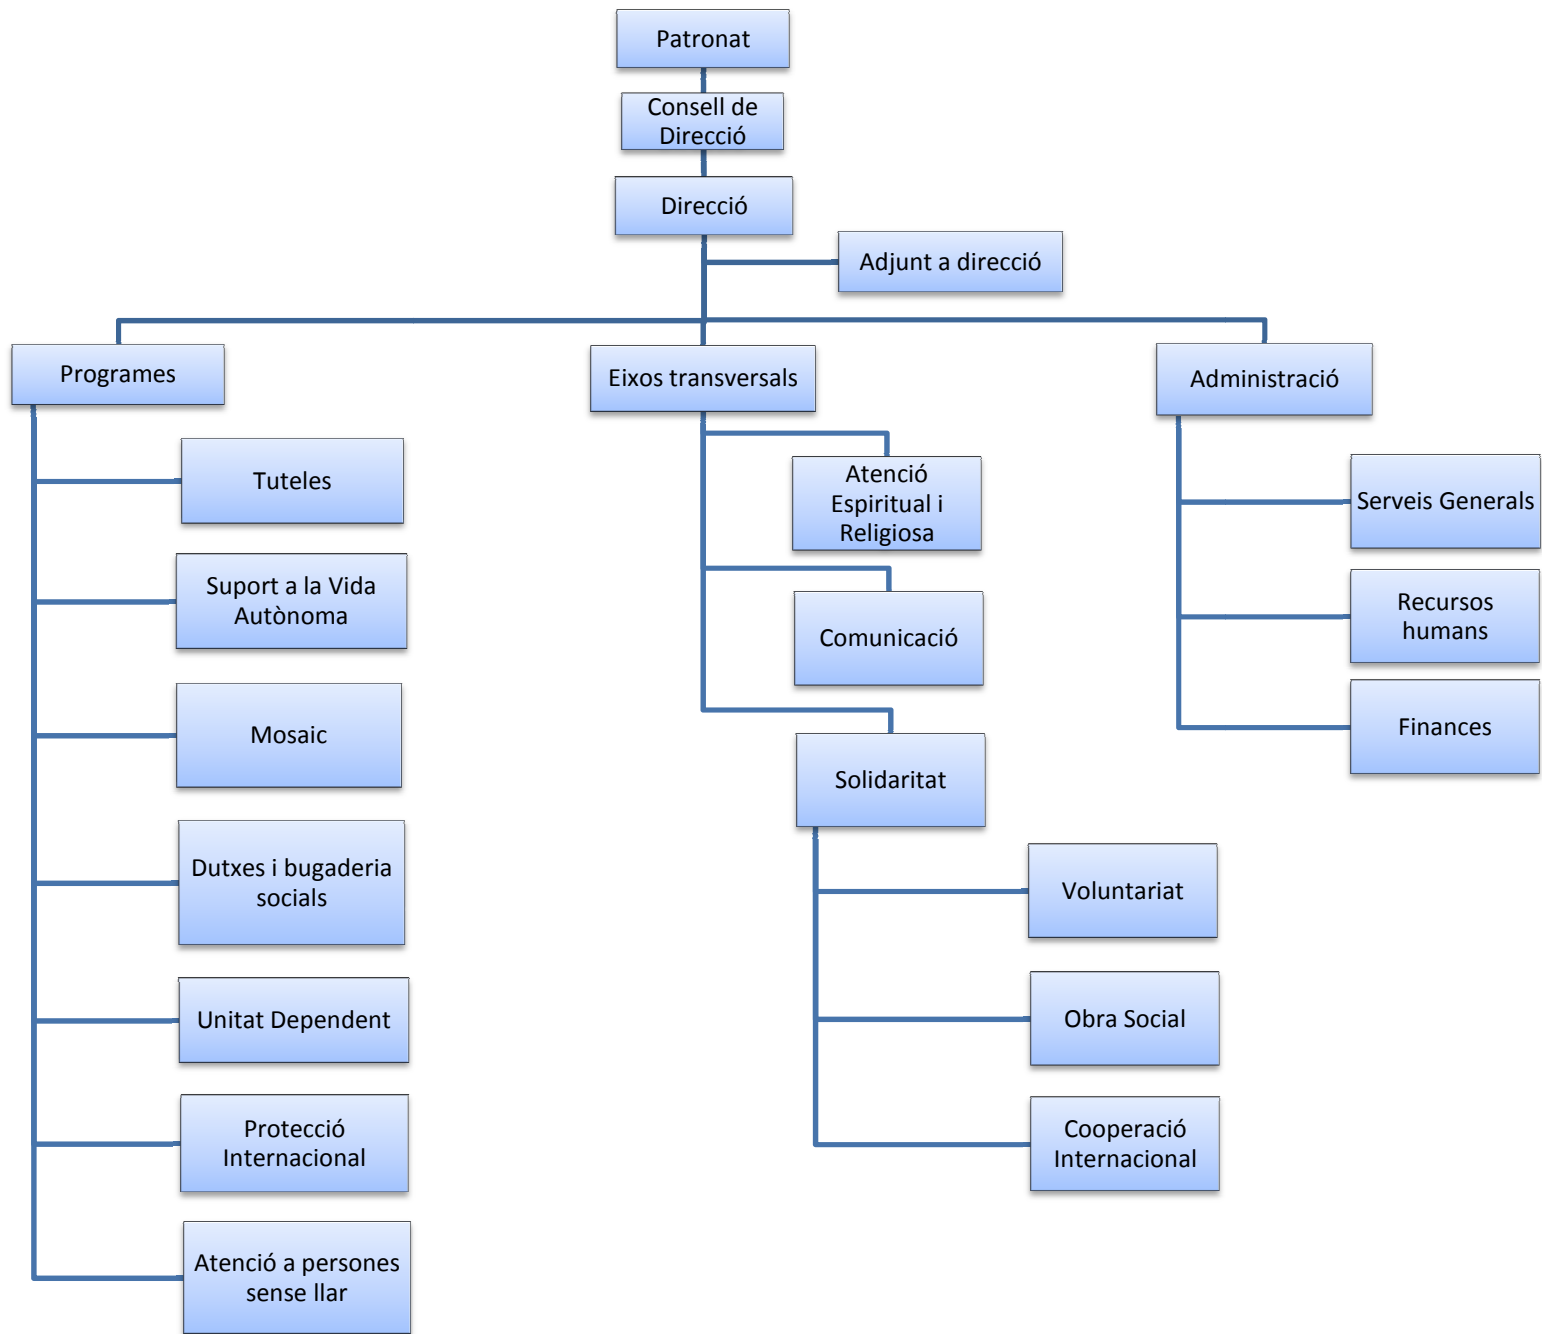 Patronat
Consell de
Direcció
Direcció
Adjunt a direcció
Programes
Eixos transversals
Administració
Tuteles
Suport a la Vida
Autònoma
Mosaic
Dutxes i bugaderia
socials
Unitat Dependent
Protecció
Internacional
Atenció a persones
sense llar
Atenció
Espiritual i
Religiosa
Comunicació
Solidaritat
Voluntariat
Obra Social
Cooperació
Internacional
Serveis Generals
Recursos
humans
Finances